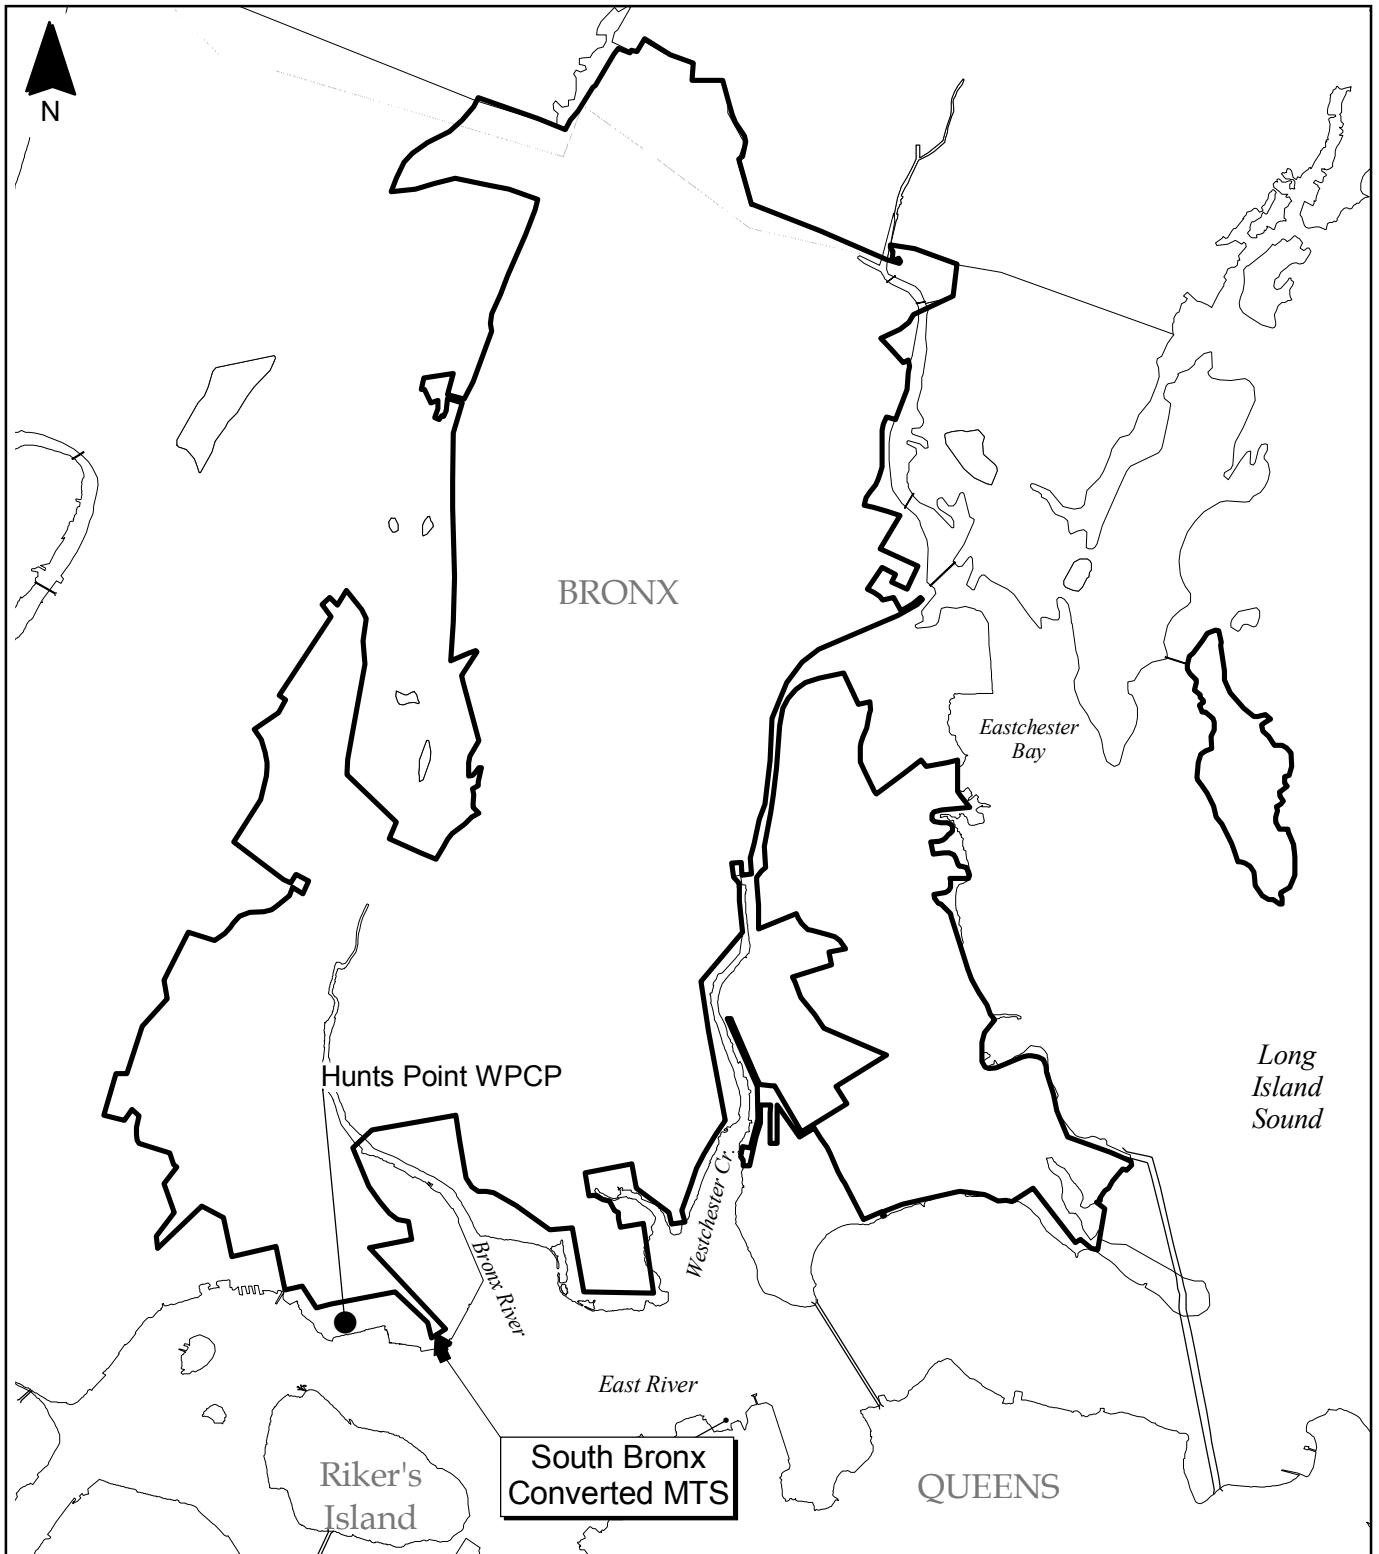 N
BRONX
Eastchester
Bay
Long
Island
Sound
Hunts Point WPCP
Westchester Cr.
Bronx River
East River
South Bronx
Converted MTS
Riker's
Island
QUEENS